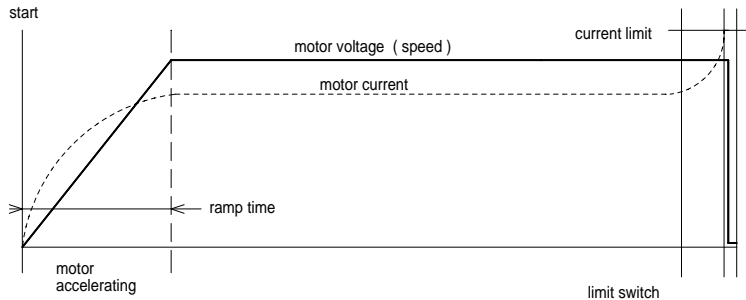 start
current limit
motor voltage ( speed )
motor current
ramp time
motor
accelerating
limit switch